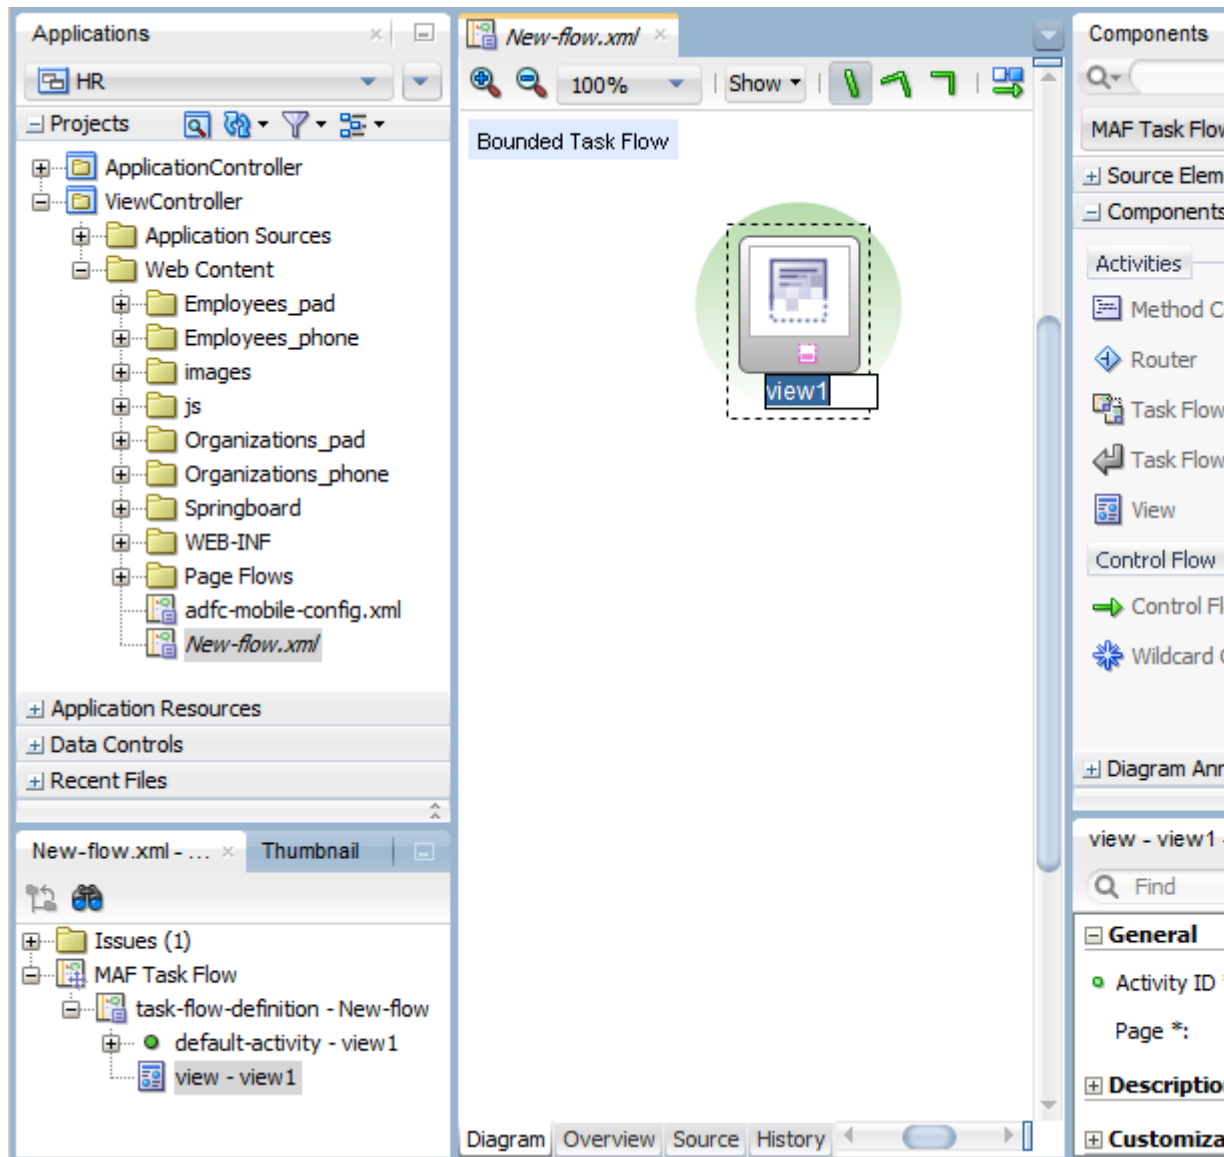 Applications
HR
Projects
ApplicationController
ViewController
Application Sources
Web Content
Employees_pad
Employees_phone
images
js
Organizations_pad
Organizations_phone
Springboard
WEB-INF
Page Flows
adfc-mobile-config.xml
New-flow.xml
Application Resources
Data Controls
Recent Files
New-flow.xml - ...
Thumbnail
Issues (1)
MAF Task Flow
task-flow-definition - New-flow
default-activity - view1
view - view1
New-flow.xml
100%
Show
Bounded Task Flow
view1
Diagram
Overview
Source
History
Components
MAF Task Flow
Source Elem
Components
Activities
Method C
Router
Task Flow
Task Flow
View
Control Flow
Control Fl
Wildcard
Diagram Ann
view - view1 -
Find
General
Activity ID *
Page *:
Descriptio
Customiza